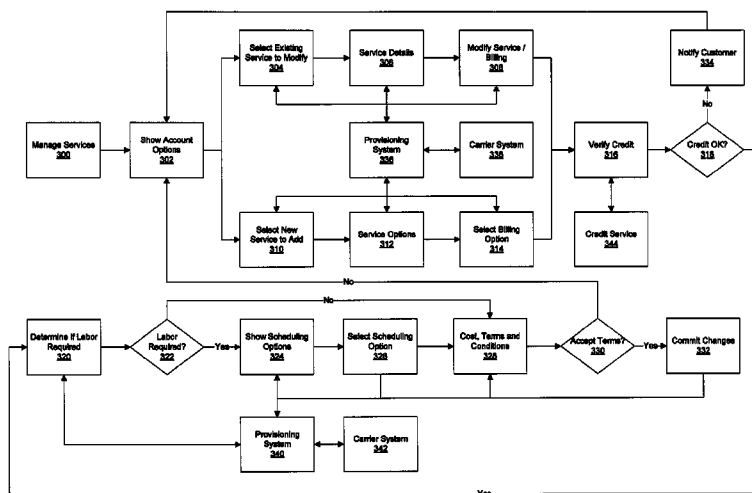 Select Existing
Service to Modify
304
Service Details
306
Modify Service /
Billing
308
Notify Customer
334
No
Manage Services
300
Show Account
Options
302
Provisioning
System
336
Carrier System
338
Verify Credit
316
Credit OK?
318
Select New
Service to Add
310
Service Options
312
Select Billing
Option
314
Credit Service
344
No
No
Determine If Labor
Required
320
Labor
Required?
322
Yes
Show Scheduling
Options
324
Select Scheduling
Option
326
Cost, Terms and
Conditions
328
Accept Terms?
330
Yes
Commit Changes
332
Provisioning
System
340
Carrier System
342
Yes